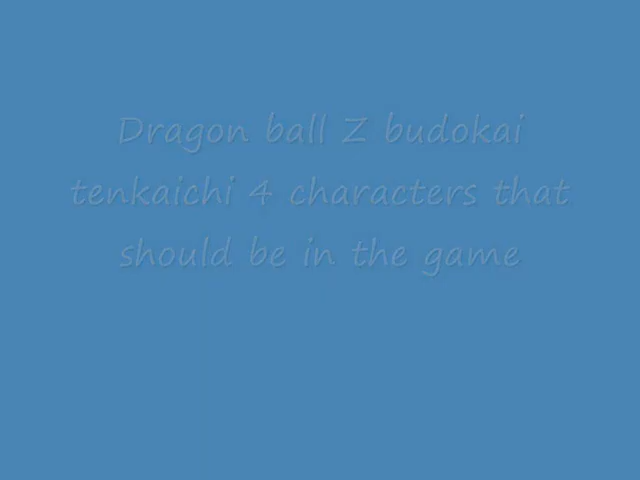 Dragon ball Z budokai
tenkaichi 4 characters that
should be in the game